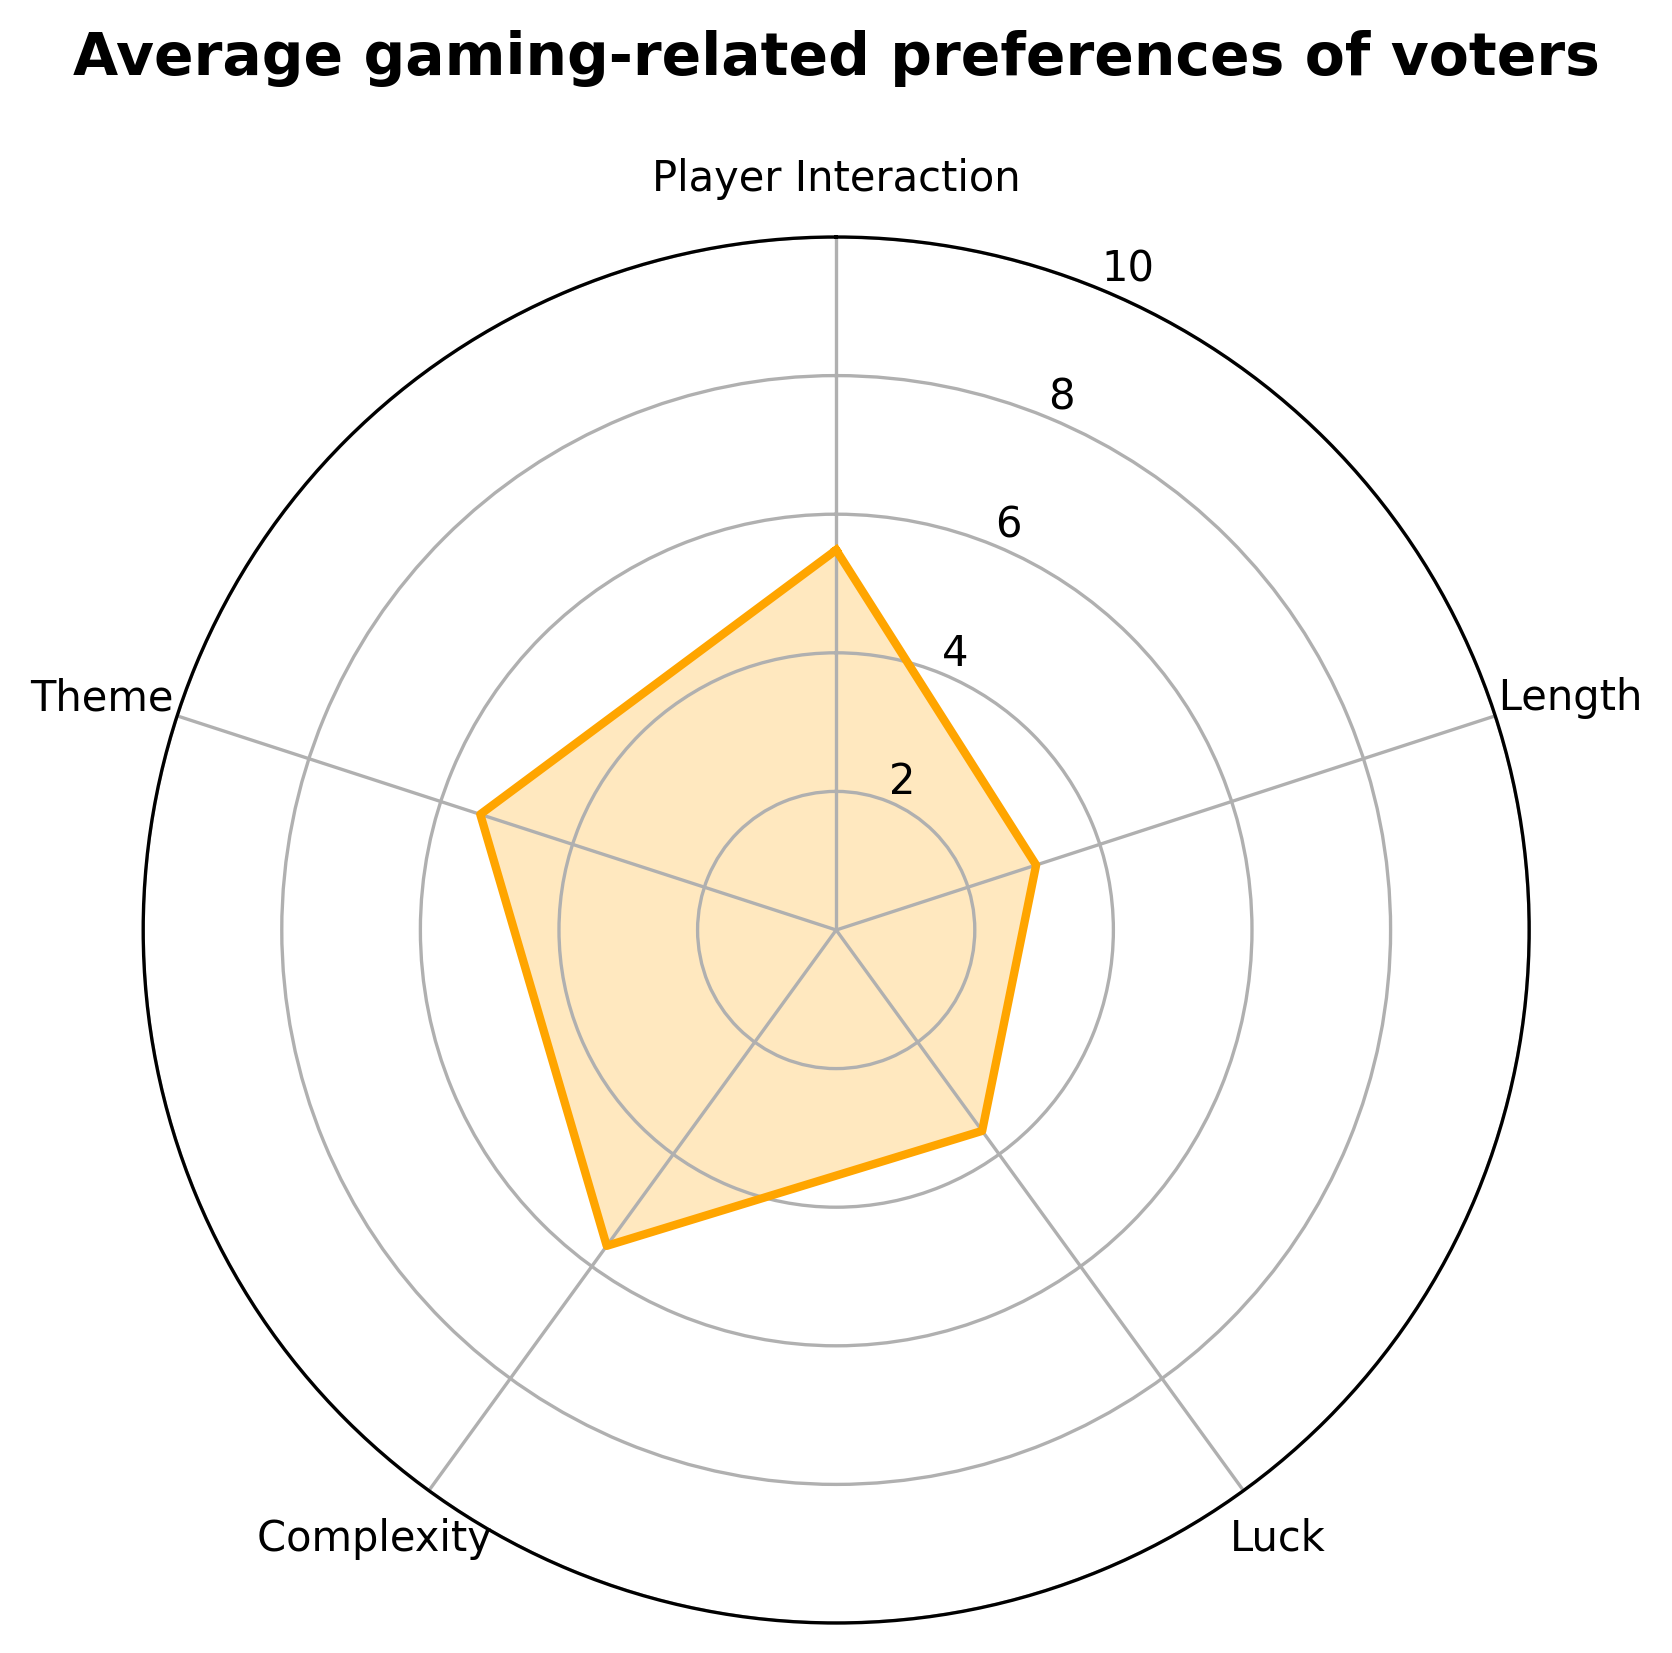 Average gaming-related preferences of voters
Player Interaction
10
8
6
4
2
Theme
Length
Complexity
Luck